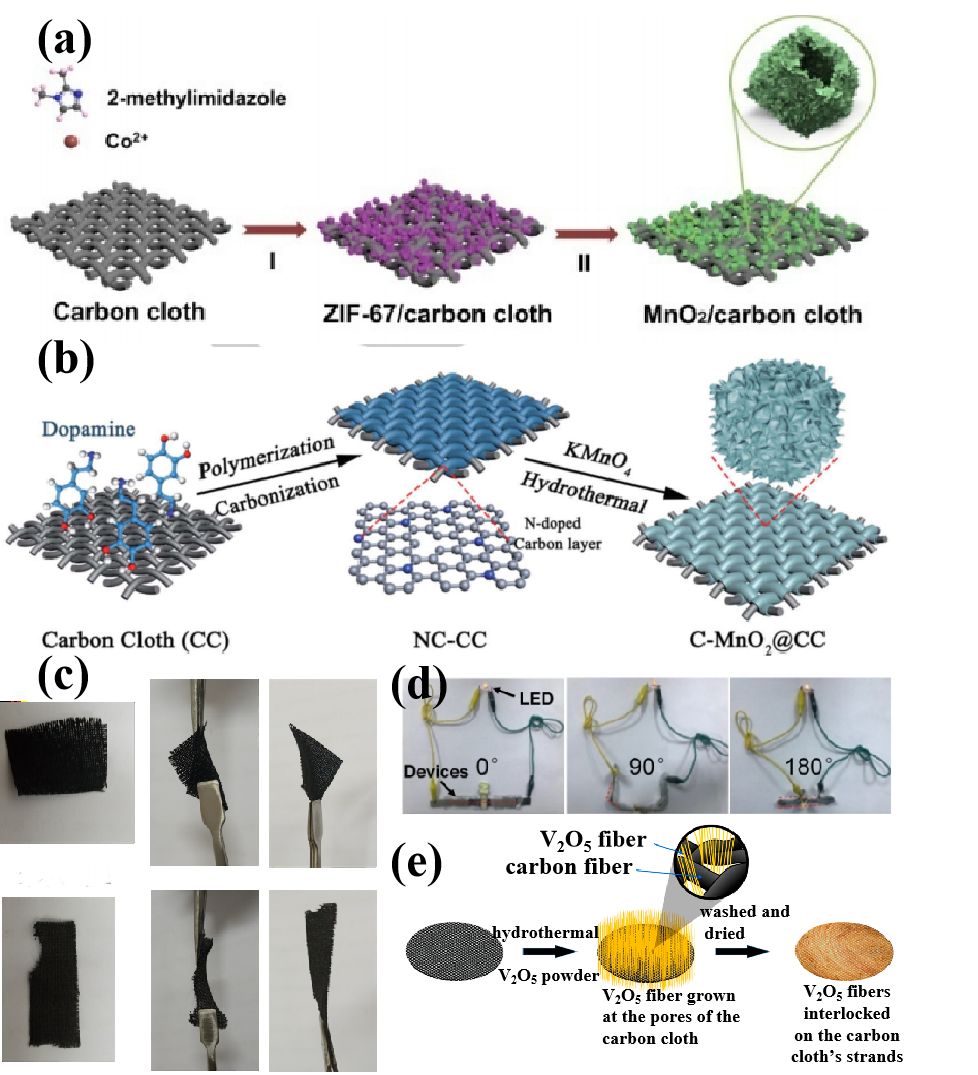 (a)
2-methylimidazole
Co²⁺
I
II
Carbon cloth
ZIF-67/carbon cloth
MnO₂/carbon cloth
(b)
Dopamine
Polymerization
Carbonization
KMnO₄
Hydrothermal
N-doped
Carbon layer
Carbon Cloth (CC)
NC-CC
C-MnO₂@CC
(c)
(d)
LED
Devices
0°
90°
180°
(e)
V₂O₅ fiber
carbon fiber
hydrothermal
V₂O₅ powder
washed and
dried
V₂O₅ fiber grown
at the pores of the
carbon cloth
V₂O₅ fibers
interlocked
on the carbon
cloth's strands